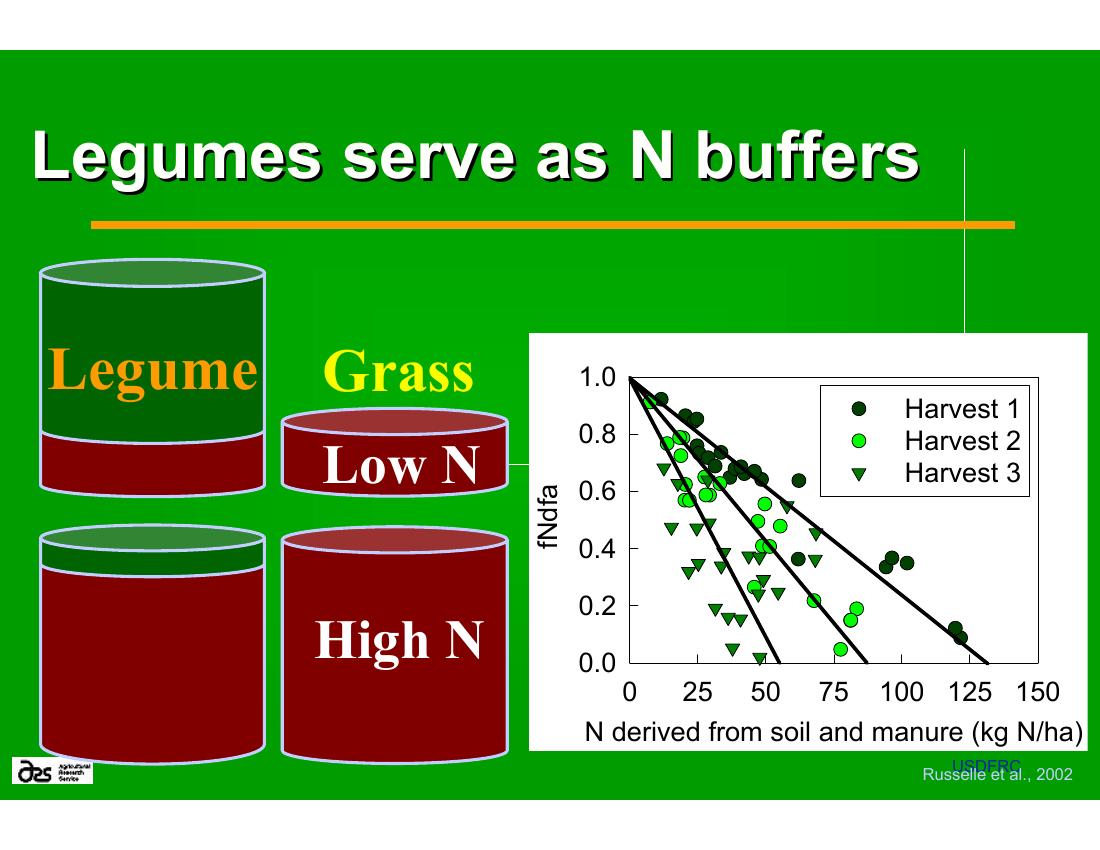 Legumes serve as N buffers
Legume
Grass
Low N
High N
1.0
0.8
0.6
0.4
0.2
0.0
fNdfa
Harvest 1
Harvest 2
Harvest 3
0 25 50 75 100 125 150
N derived from soil and manure (kg N/ha)
ars Agricultural
Research
Service
USDFRC
Russelle et al., 2002